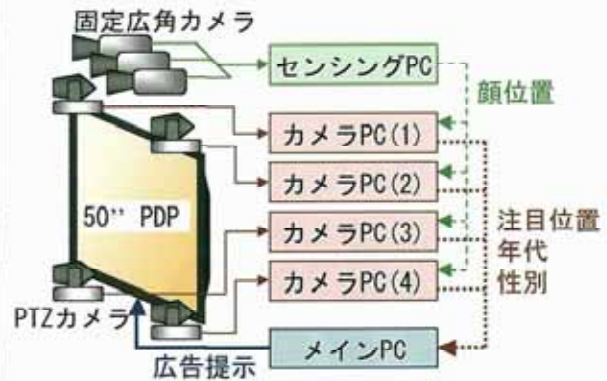 固定広角カメラ
センシングPC
顔位置
カメラPC(1)
カメラPC(2)
50'' PDP
カメラPC(3)
注目位置
年代
性別
カメラPC(4)
PTZカメラ
メインPC
広告提示